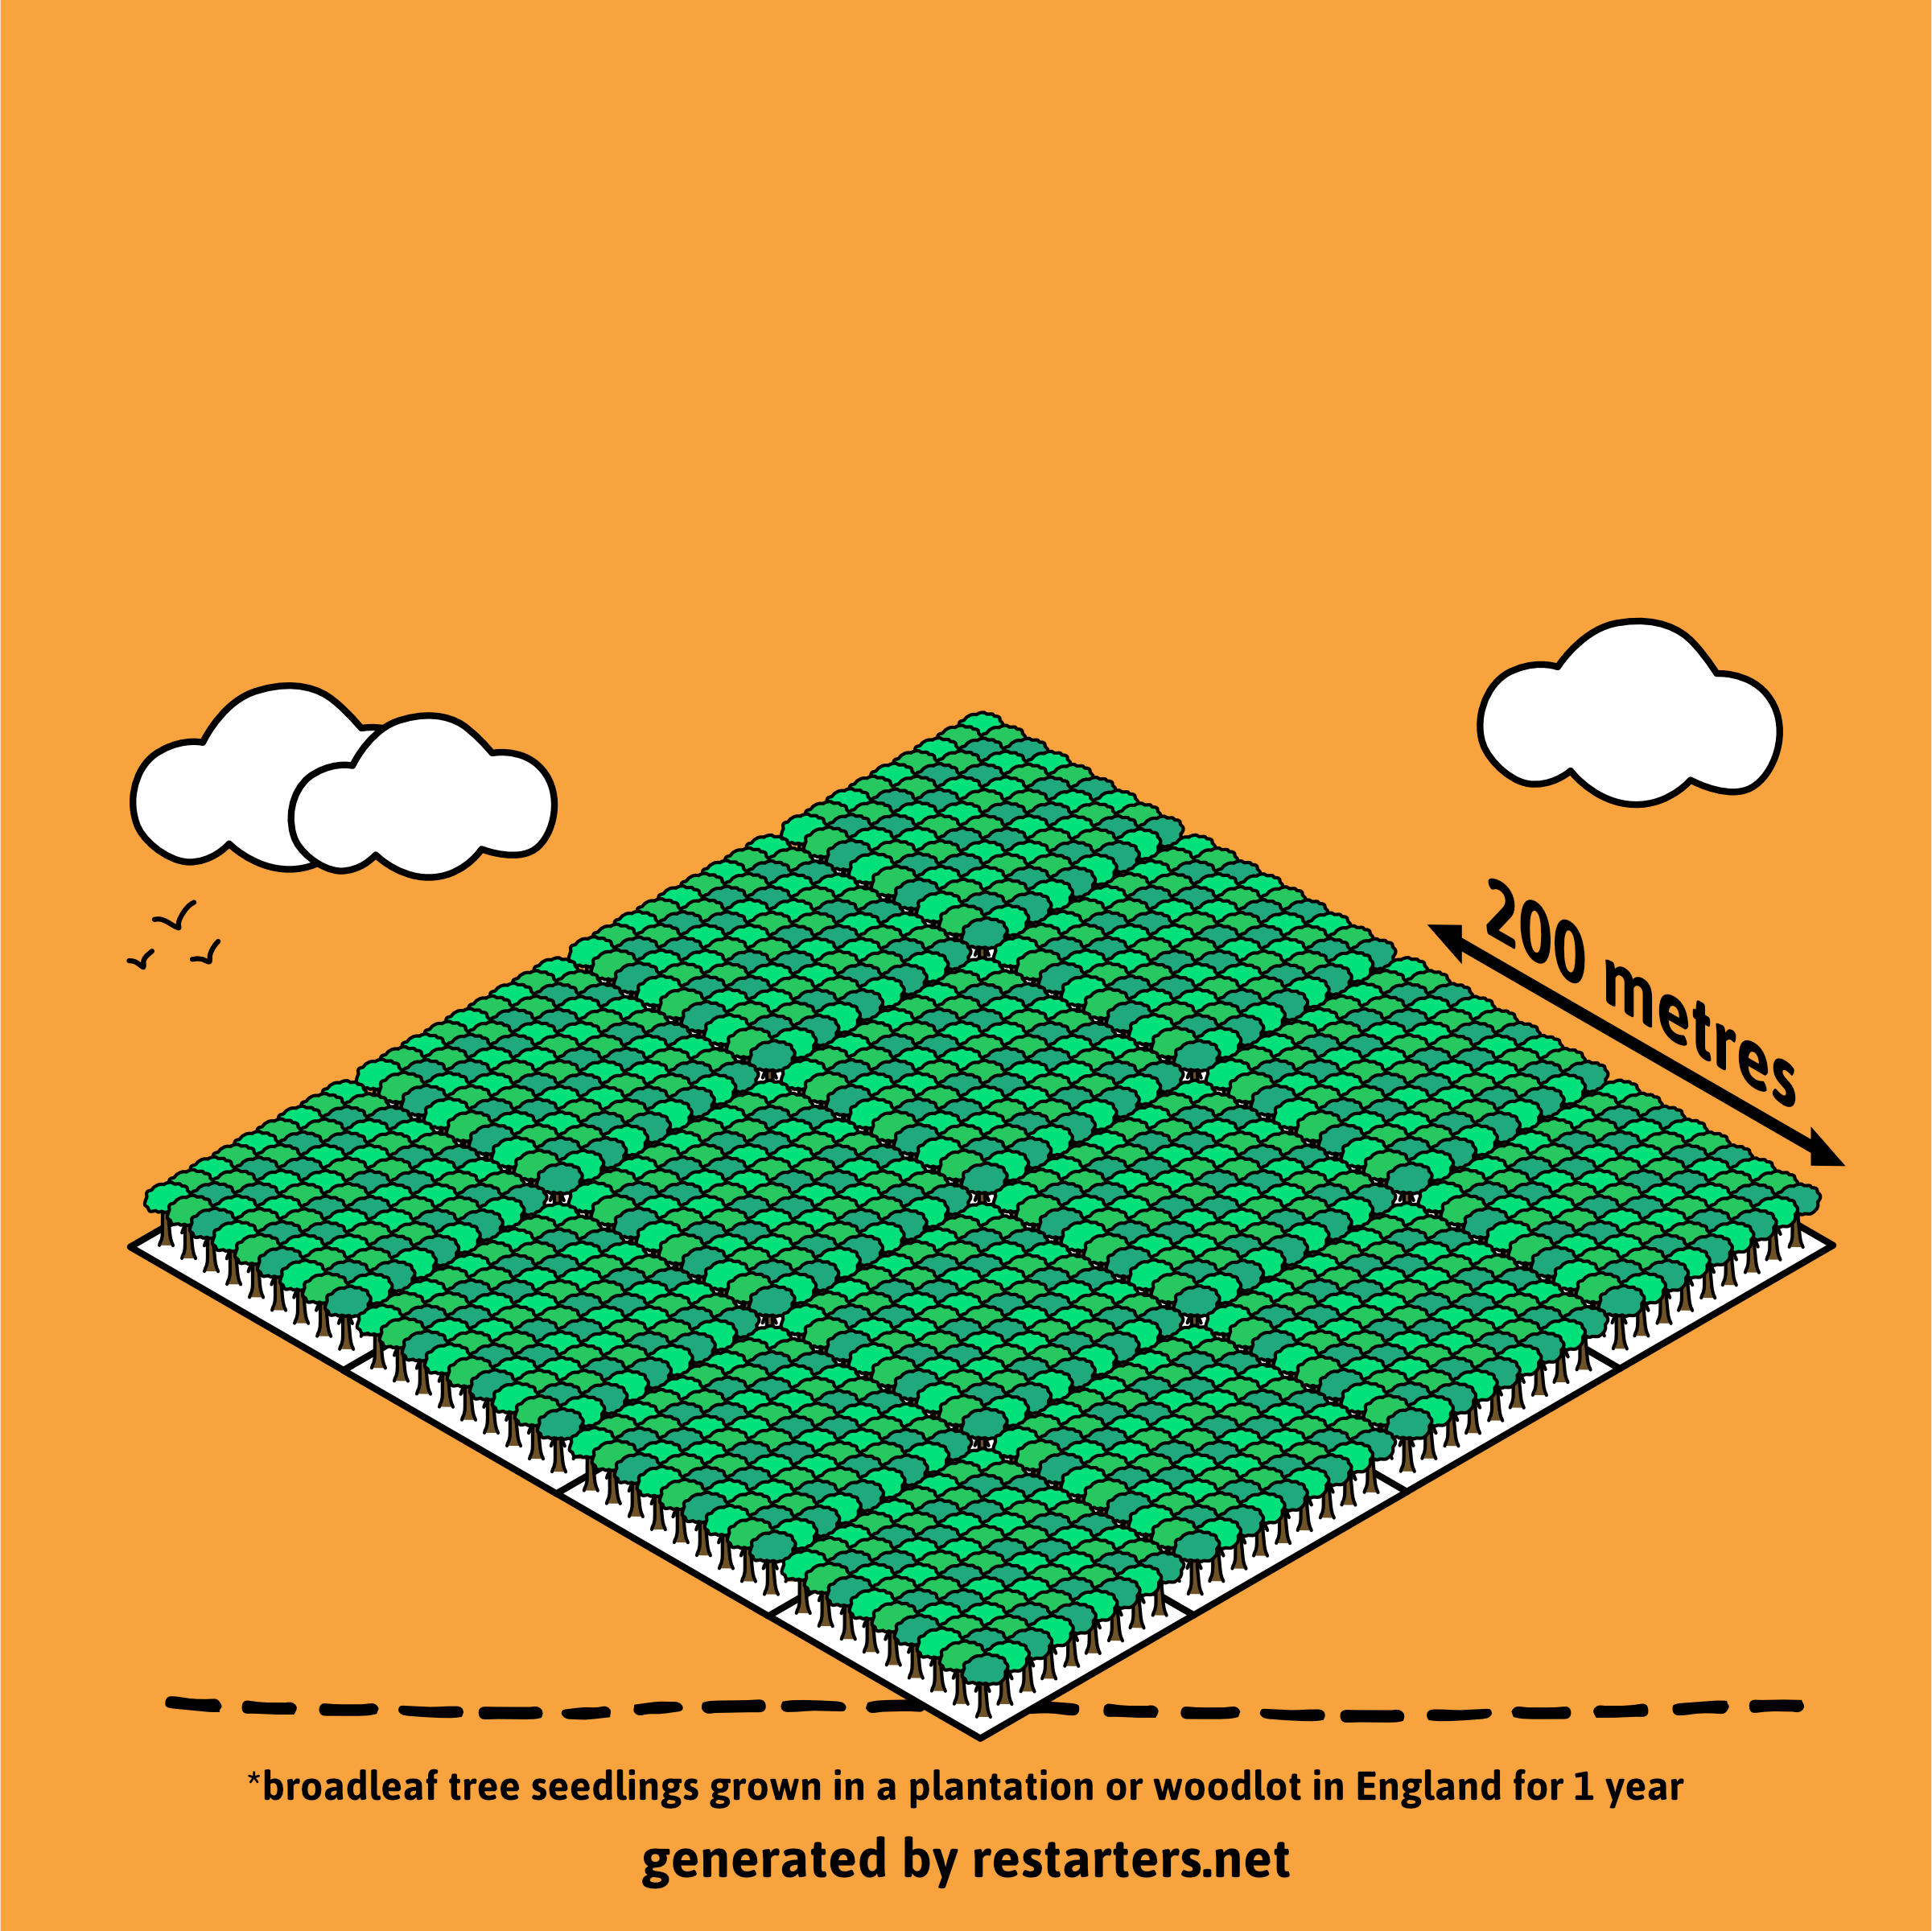 200 metres
*broadleaf tree seedlings grown in a plantation or woodlot in England for 1 year
generated by restarters.net